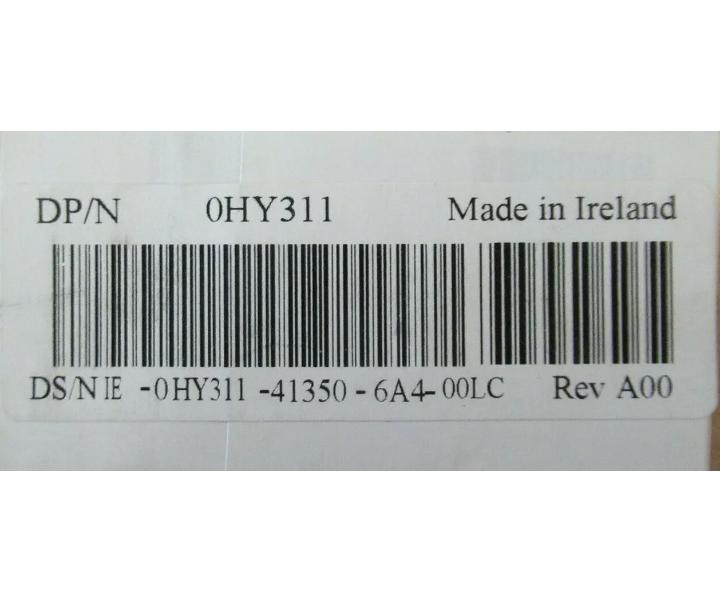 DP/N 0HY311 Made in Ireland
DS/N IE -0HY311 -41350 - 6A4- 00LC Rev A00